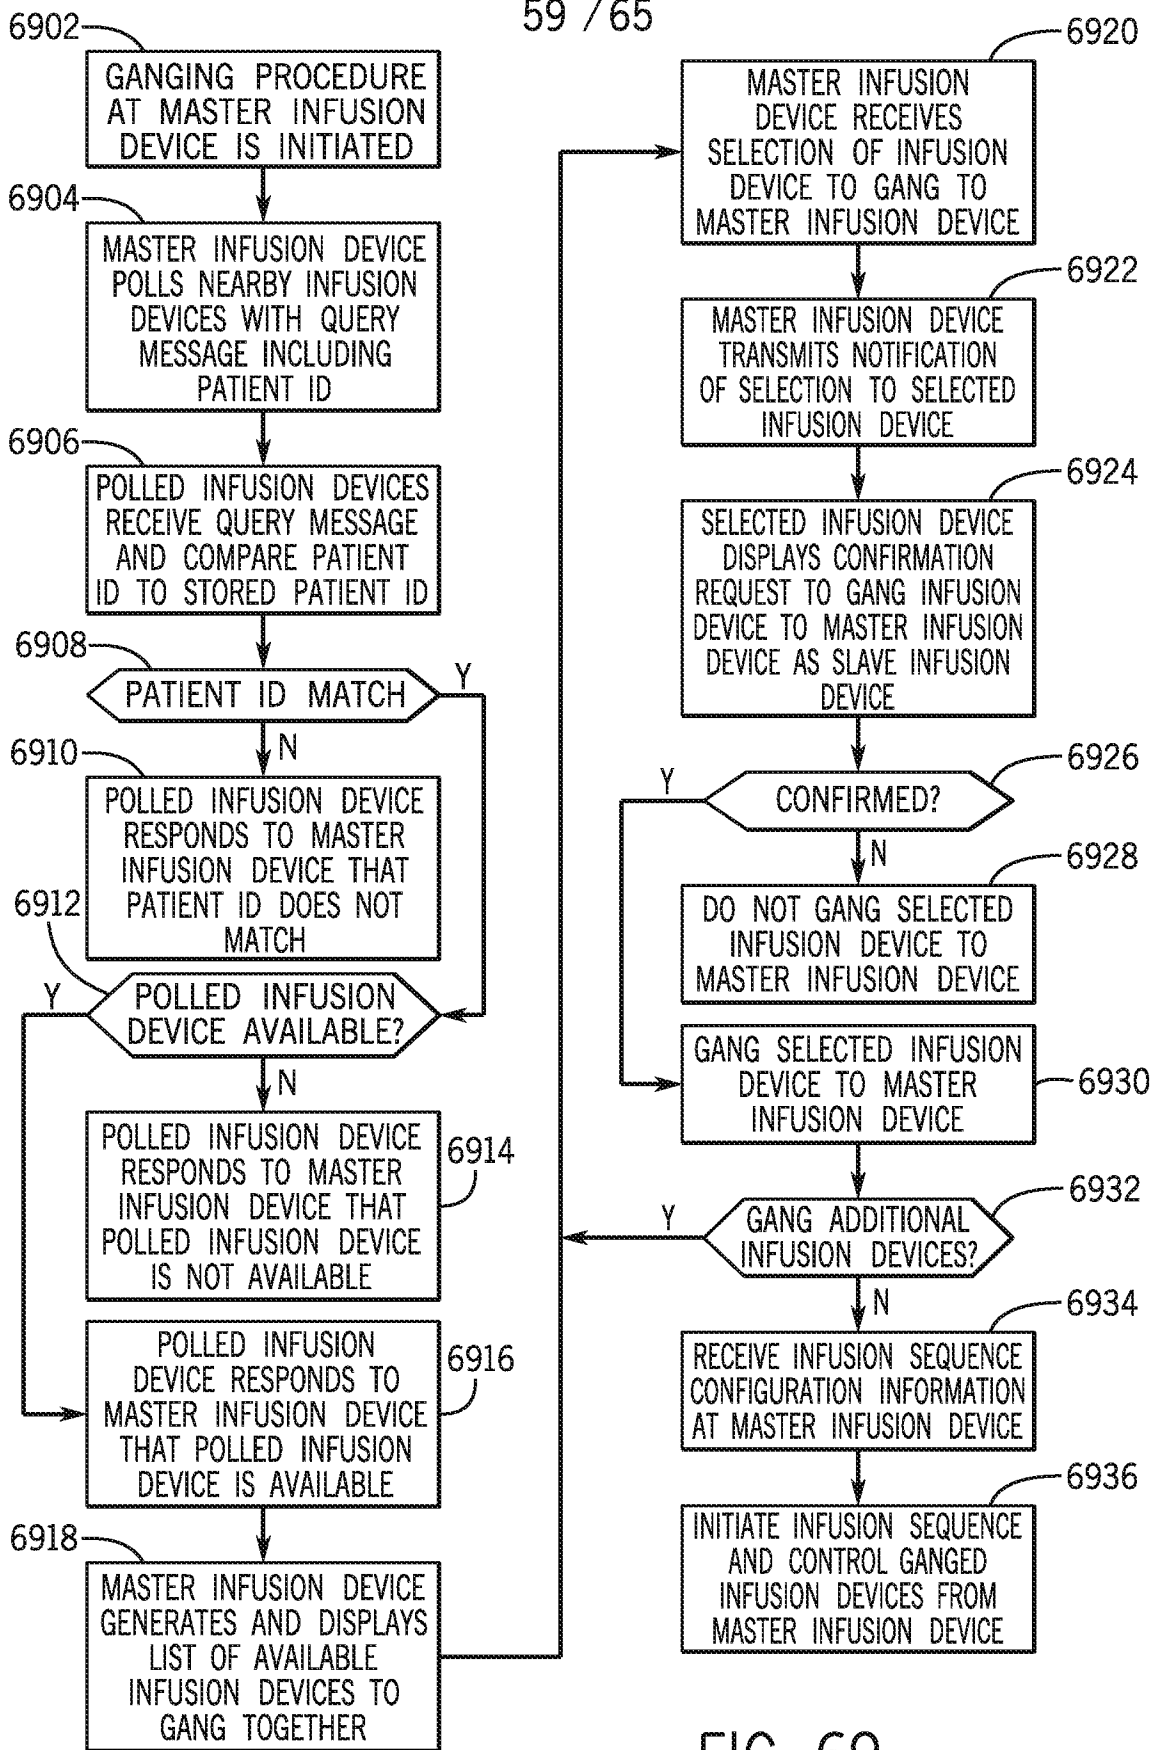 59 / 65
6902
GANGING PROCEDURE
AT MASTER INFUSION
DEVICE IS INITIATED
6904
MASTER INFUSION DEVICE
POLLS NEARBY INFUSION
DEVICES WITH QUERY
MESSAGE INCLUDING
PATIENT ID
6906
POLLED INFUSION DEVICES
RECEIVE QUERY MESSAGE
AND COMPARE PATIENT
ID TO STORED PATIENT ID
6908
PATIENT ID MATCH
Y
N
6910
POLLED INFUSION DEVICE
RESPONDS TO MASTER
INFUSION DEVICE THAT
PATIENT ID DOES NOT
MATCH
6912
Y
POLLED INFUSION
DEVICE AVAILABLE?
N
POLLED INFUSION DEVICE
RESPONDS TO MASTER
INFUSION DEVICE THAT
POLLED INFUSION DEVICE
IS NOT AVAILABLE
6914
POLLED INFUSION
DEVICE RESPONDS TO
MASTER INFUSION DEVICE
THAT POLLED INFUSION
DEVICE IS AVAILABLE
6916
6918
MASTER INFUSION DEVICE
GENERATES AND DISPLAYS
LIST OF AVAILABLE
INFUSION DEVICES TO
GANG TOGETHER
6920
MASTER INFUSION
DEVICE RECEIVES
SELECTION OF INFUSION
DEVICE TO GANG TO
MASTER INFUSION DEVICE
6922
MASTER INFUSION DEVICE
TRANSMITS NOTIFICATION
OF SELECTION TO SELECTED
INFUSION DEVICE
6924
SELECTED INFUSION DEVICE
DISPLAYS CONFIRMATION
REQUEST TO GANG INFUSION
DEVICE TO MASTER INFUSION
DEVICE AS SLAVE INFUSION
DEVICE
6926
Y
CONFIRMED?
N
6928
DO NOT GANG SELECTED
INFUSION DEVICE TO
MASTER INFUSION DEVICE
GANG SELECTED INFUSION
DEVICE TO MASTER
INFUSION DEVICE
6930
6932
Y
GANG ADDITIONAL
INFUSION DEVICES?
N
6934
RECEIVE INFUSION SEQUENCE
CONFIGURATION INFORMATION
AT MASTER INFUSION DEVICE
6936
INITIATE INFUSION SEQUENCE
AND CONTROL GANGED
INFUSION DEVICES FROM
MASTER INFUSION DEVICE
FIG. 69